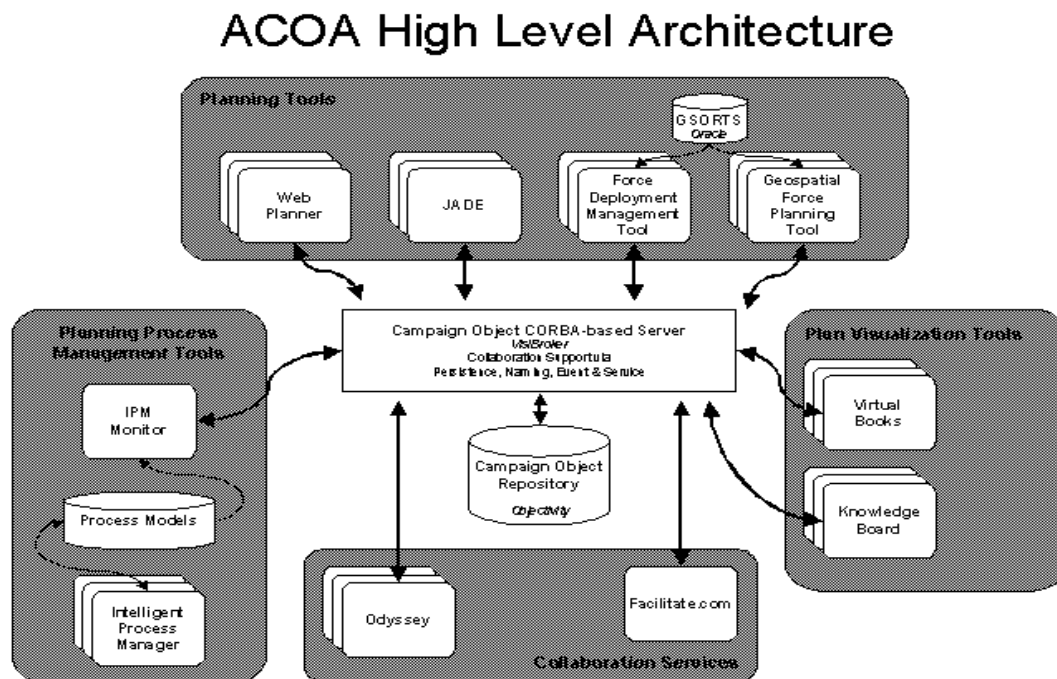 ACOA High Level Architecture
Planning Tools
GSORTS
Oracle
Web
Planner
JADE
Force
Deployment
Management
Tool
Geospatial
Force
Planning
Tool
Campaign Object CORBA-based Server
VisiBroker
Collaboration Support via
Persistence, Naming, Event & Service
Planning Process
Management Tools
IPM
Monitor
Process Models
Intelligent
Process
Manager
Campaign Object
Repository
Objectivity
Plan Visualization Tools
Virtual
Books
Knowledge
Board
Odyssey
Facilitate.com
Collaboration Services